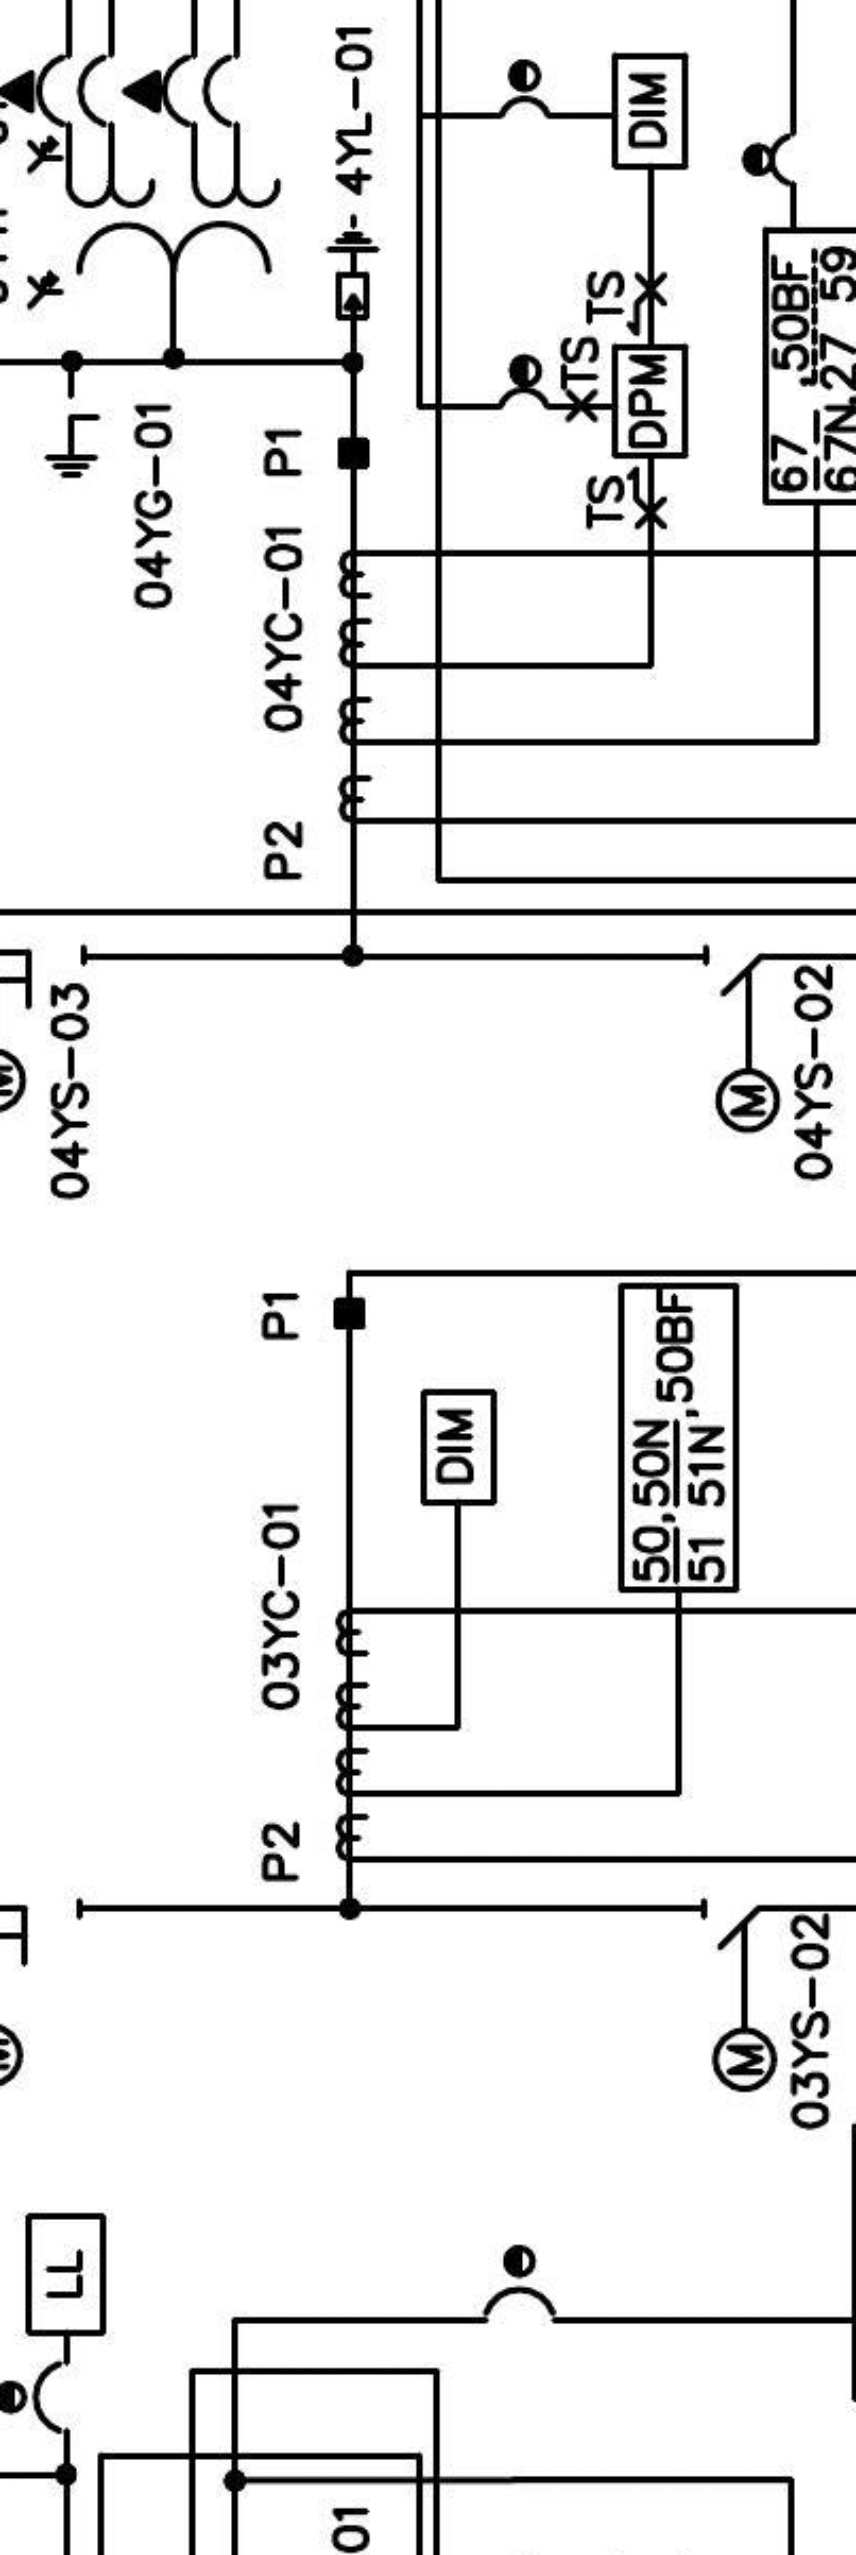 4YL-01
DIM
TS
TS
DPM
TS
04YG-01
P1
04YC-01
P2
67 ,50BF
67N,27 59
04YS-03
M
M
04YS-02
P1
DIM
03YC-01
50,50N,50BF
51 51N
P2
M
M
03YS-02
LL
01